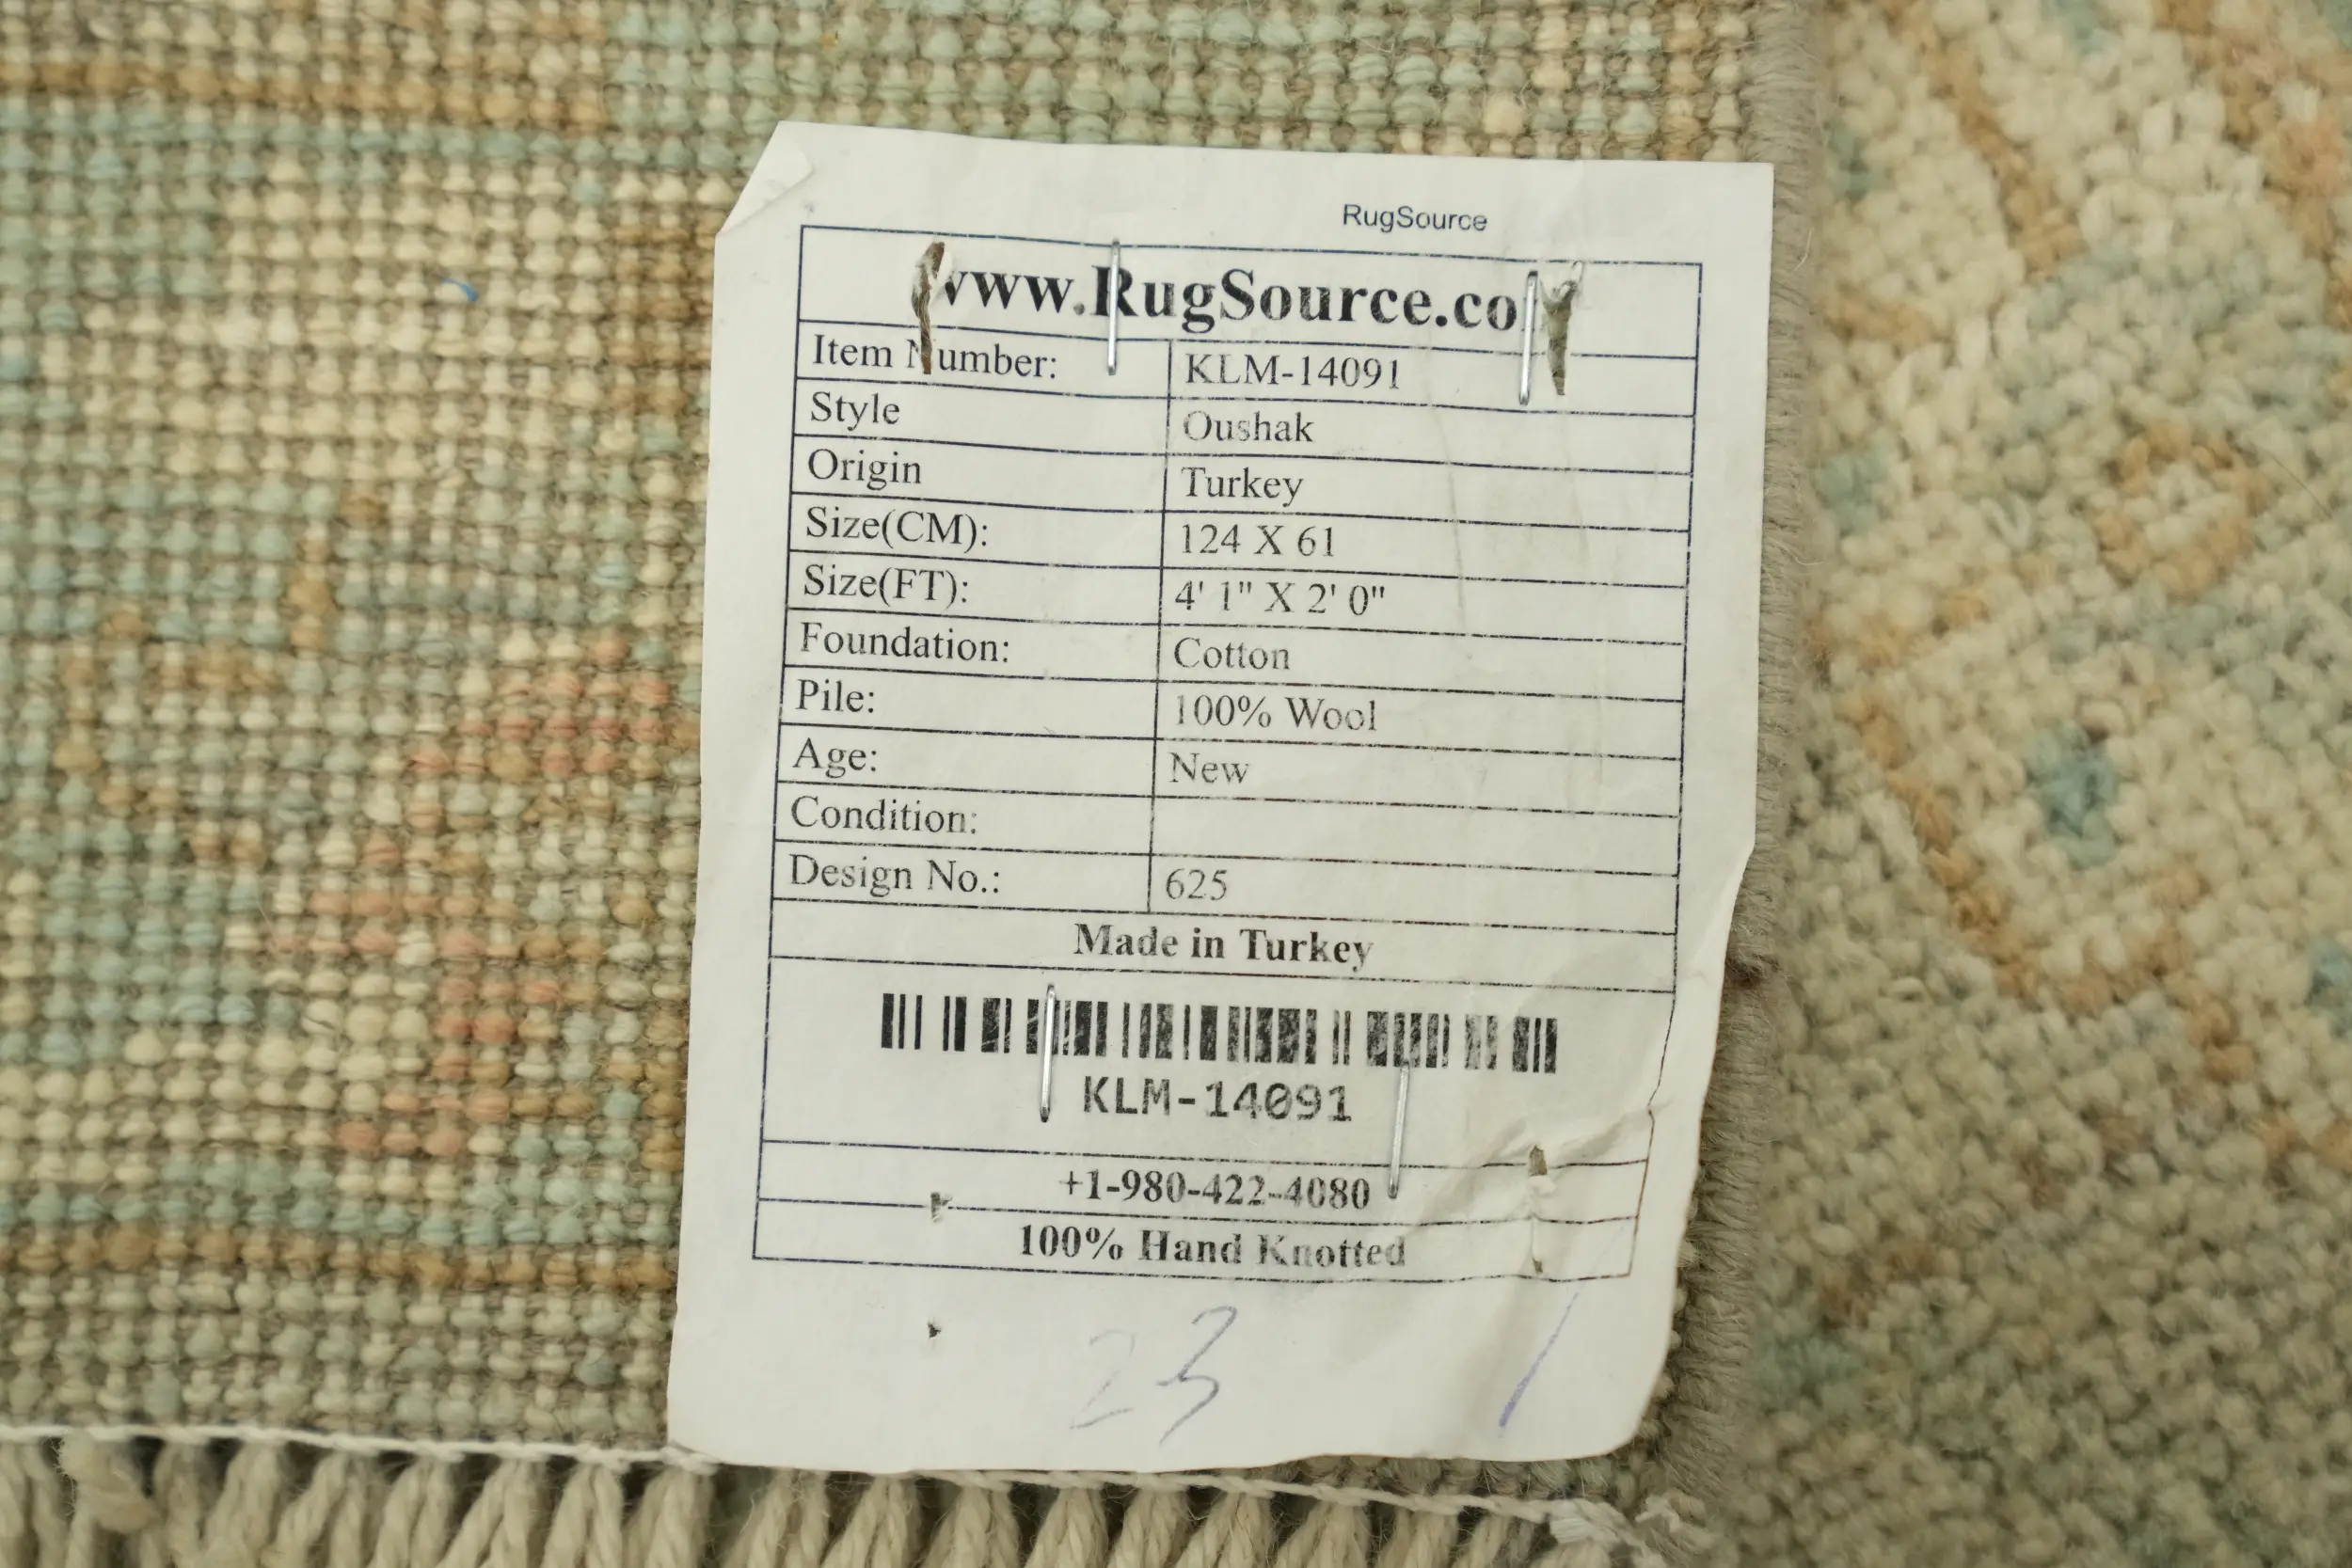 RugSource
www.RugSource.co
Item Number: KLM-14091
Style Oushak
Origin Turkey
Size(CM): 124 X 61
Size(FT): 4' 1" X 2' 0"
Foundation: Cotton
Pile: 100% Wool
Age: New
Condition:
Design No.: 625
Made in Turkey
KLM-14091
+1-980-422-4080
100% Hand Knotted
23 /